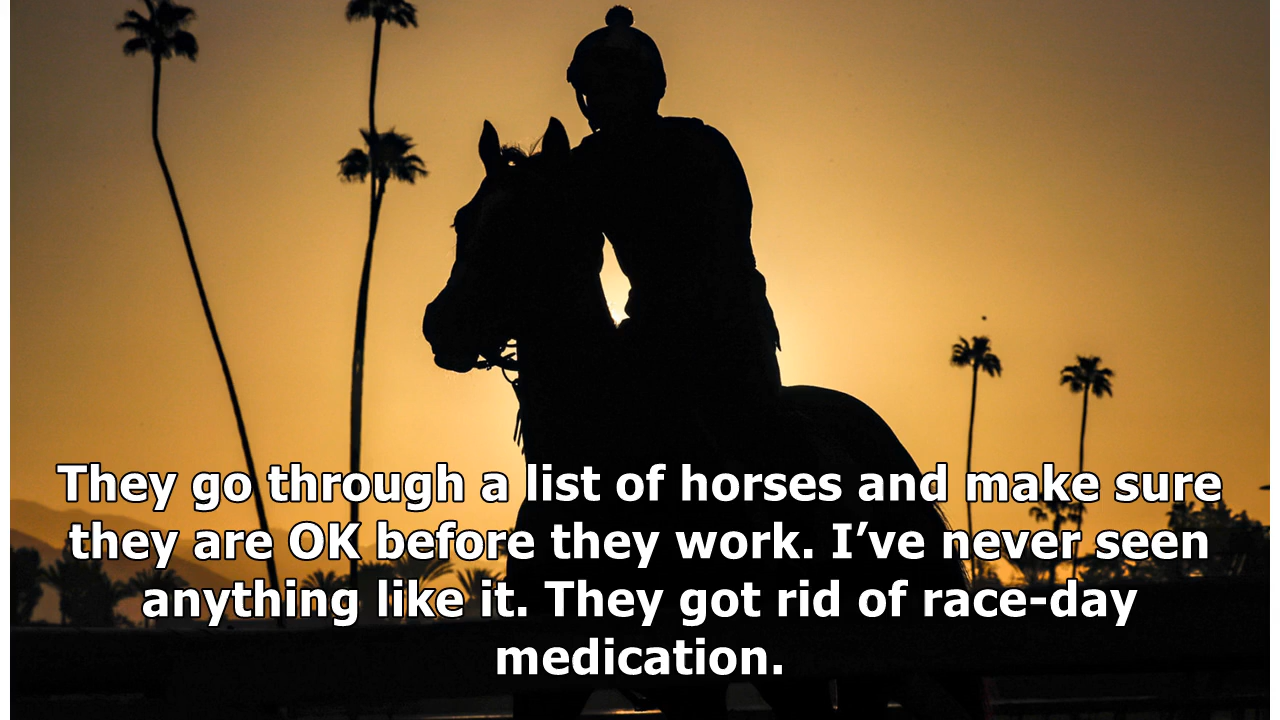 They go through a list of horses and make sure
they are OK before they work. I’ve never seen
anything like it. They got rid of race-day
medication.